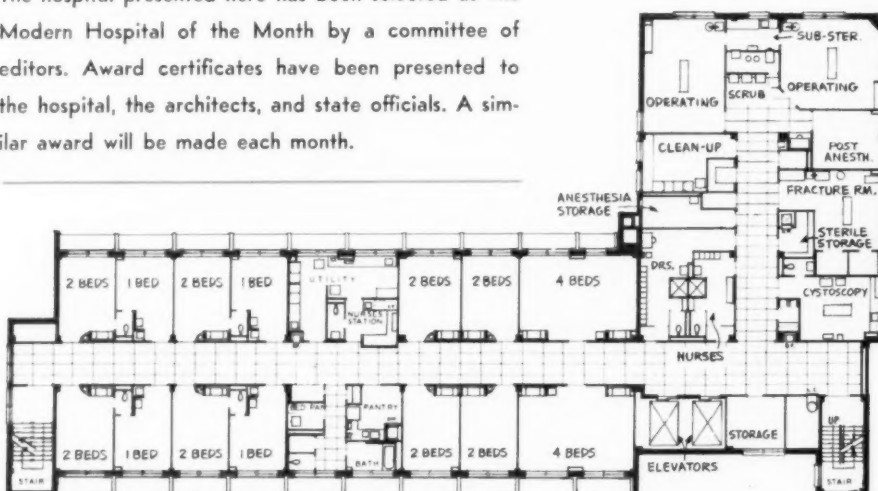 Modern Hospital of the Month by a committee of
editors. Award certificates have been presented to
the hospital, the architects, and state officials. A sim-
ilar award will be made each month.
SUB-STER.
OPERATING
SCRUB
OPERATING
CLEAN-UP
POST
ANESTH.
ANESTHESIA
STORAGE
FRACTURE RM.
STERILE
STORAGE
DRS.
CYSTOSCOPY
NURSES
2 BEDS
1 BED
2 BEDS
1 BED
UTILITY
NURSES
STATION
2 BEDS
2 BEDS
4 BEDS
2 BEDS
1 BED
2 BEDS
1 BED
BED PAN
PANTRY
BATH
2 BEDS
2 BEDS
4 BEDS
STORAGE
UP
ELEVATORS
STAIR
STAIR